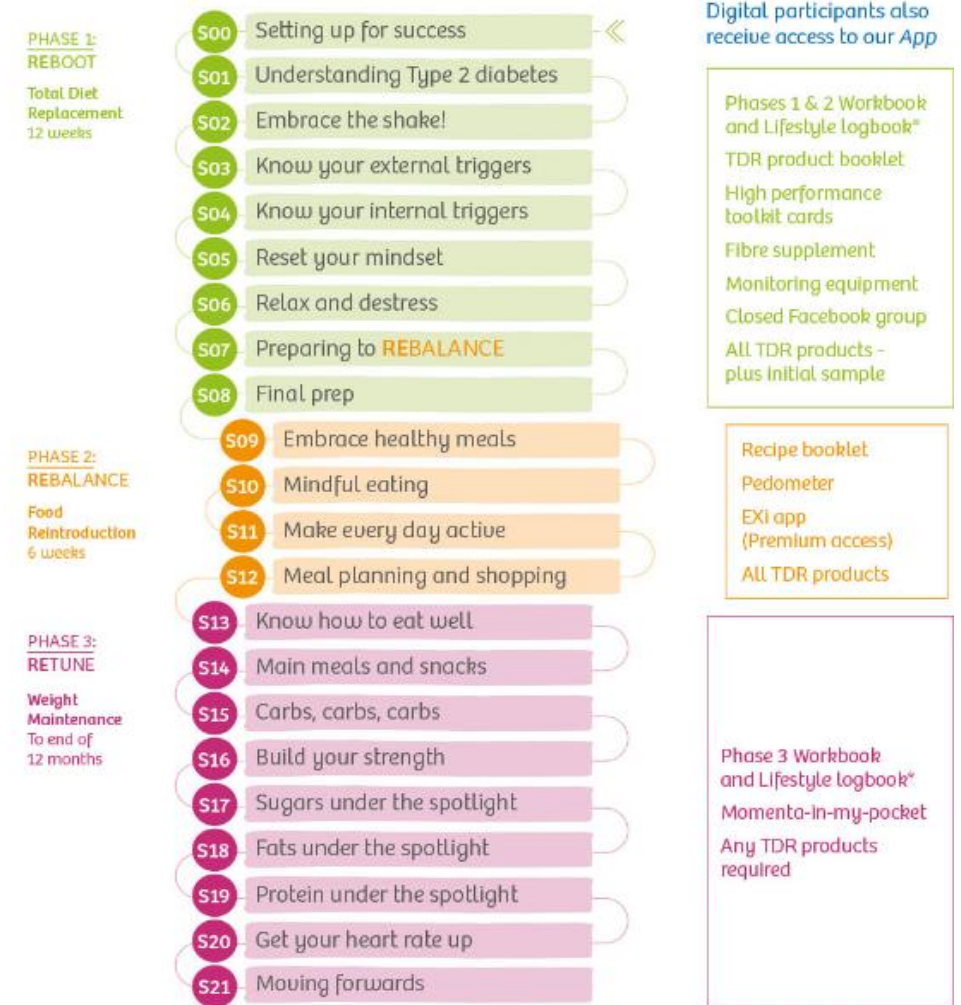 PHASE 1:
REBOOT
Total Diet
Replacement
12 weeks
S00 Setting up for success
S01 Understanding Type 2 diabetes
S02 Embrace the shake!
S03 Know your external triggers
S04 Know your internal triggers
S05 Reset your mindset
S06 Relax and destress
S07 Preparing to REBALANCE
S08 Final prep
Digital participants also
receive access to our App
Phases 1 & 2 Workbook
and Lifestyle logbook*
TDR product booklet
High performance
toolkit cards
Fibre supplement
Monitoring equipment
Closed Facebook group
All TDR products -
plus initial sample
PHASE 2:
REBALANCE
Food
Reintroduction
6 weeks
S09 Embrace healthy meals
S10 Mindful eating
S11 Make every day active
S12 Meal planning and shopping
Recipe booklet
Pedometer
EXi app
(Premium access)
All TDR products
PHASE 3:
RETUNE
Weight
Maintenance
To end of
12 months
S13 Know how to eat well
S14 Main meals and snacks
S15 Carbs, carbs, carbs
S16 Build your strength
S17 Sugars under the spotlight
S18 Fats under the spotlight
S19 Protein under the spotlight
S20 Get your heart rate up
S21 Moving forwards
Phase 3 Workbook
and Lifestyle logbook*
Momenta-in-my-pocket
Any TDR products
required